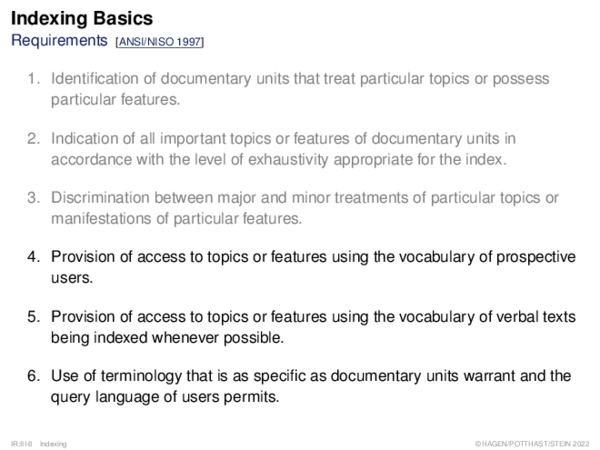 Indexing Basics
Requirements [ANSI/NISO 1997]
1. Identification of documentary units that treat particular topics or possess
particular features.
2. Indication of all important topics or features of documentary units in
accordance with the level of exhaustivity appropriate for the index.
3. Discrimination between major and minor treatments of particular topics or
manifestations of particular features.
4. Provision of access to topics or features using the vocabulary of prospective
users.
5. Provision of access to topics or features using the vocabulary of verbal texts
being indexed whenever possible.
6. Use of terminology that is as specific as documentary units warrant and the
query language of users permits.
Indexing ©HAGEN/POTTHAST/STEIN 2022